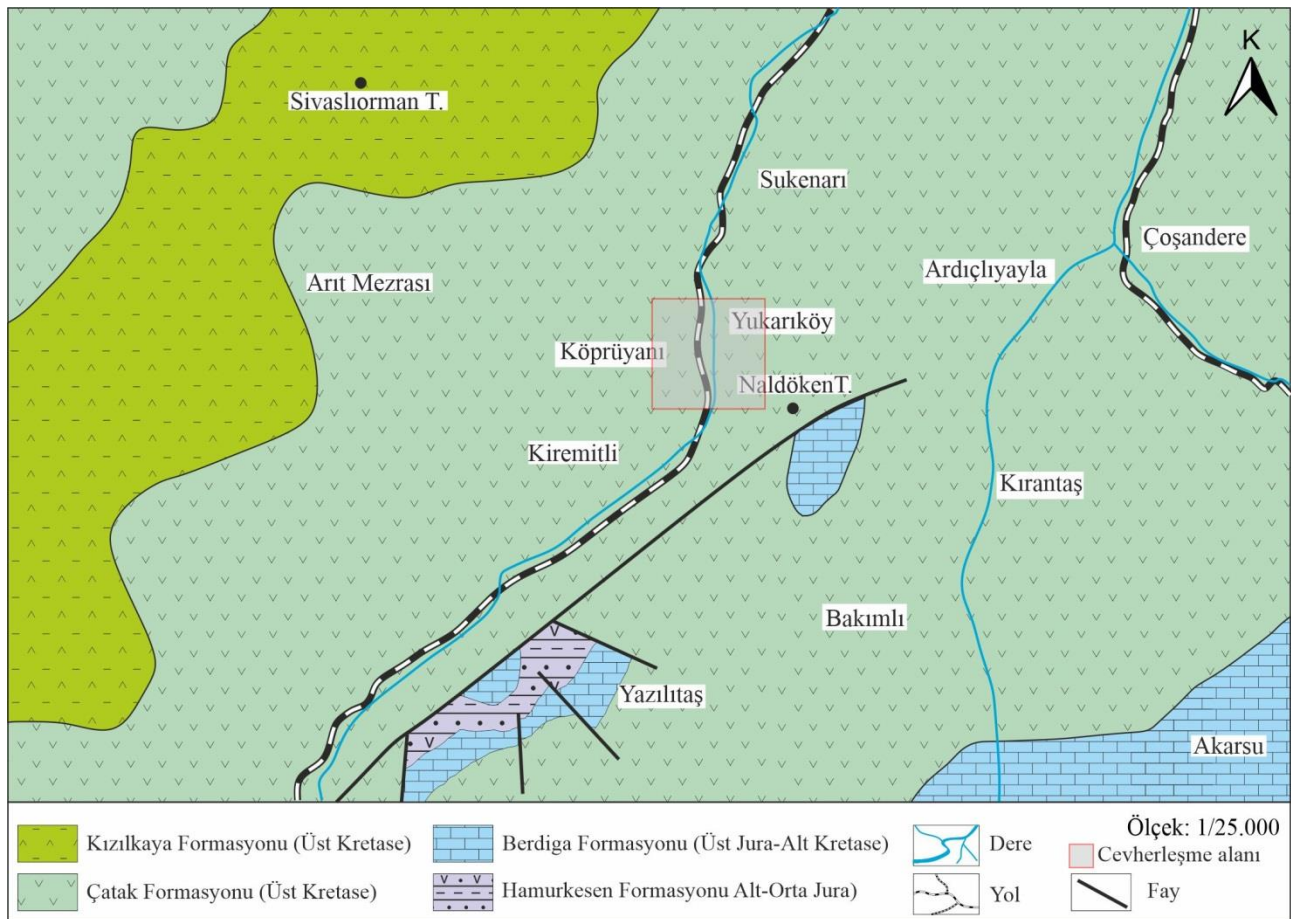 K
Sivaslıorman T.
Sukenarı
Çoşandere
Ardıçlıyayla
Arıt Mezrası
Yukarıköy
Köprüyanı
Naldöken T.
Kiremitli
Kırantaş
Bakımlı
Yazılıtaş
Akarsu
Ölçek: 1/25.000
Kızılkaya Formasyonu (Üst Kretase)
Berdiga Formasyonu (Üst Jura-Alt Kretase)
Dere
Cevherleşme alanı
Çatak Formasyonu (Üst Kretase)
Hamurkesen Formasyonu Alt-Orta Jura)
Yol
Fay